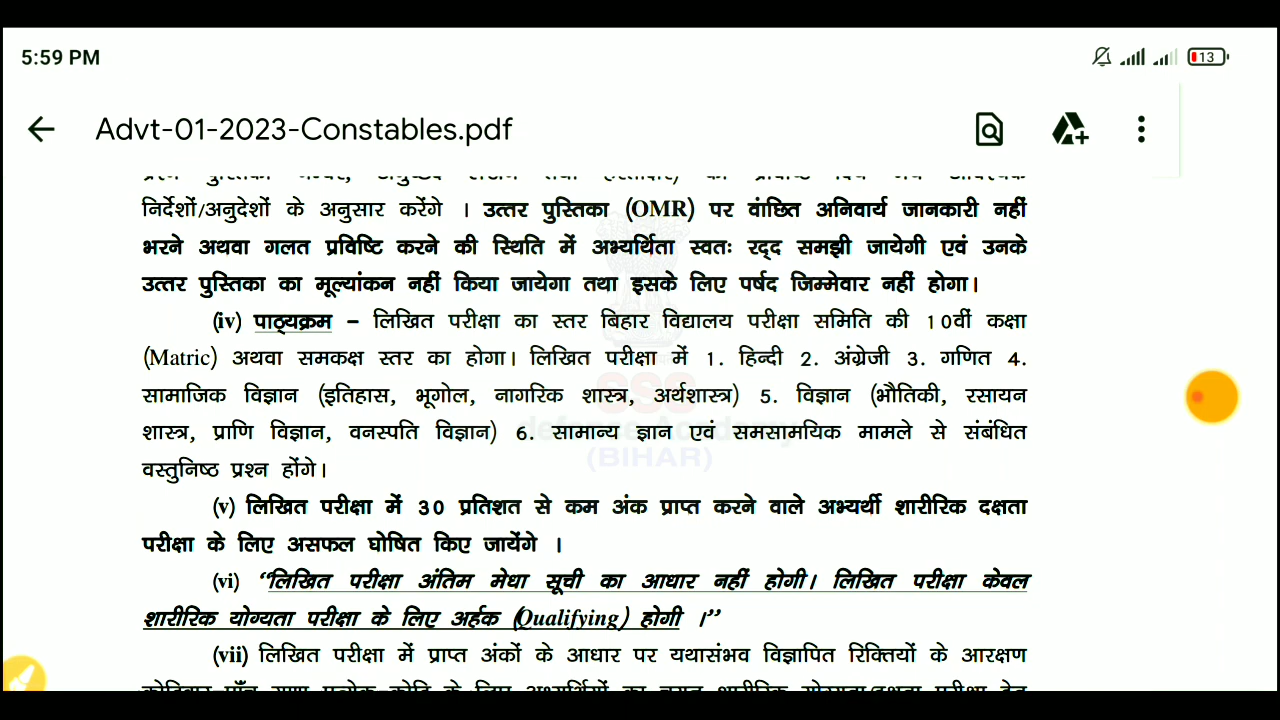 5:59 PM
13
Advt-01-2023-Constables.pdf
निर्देशों/अनुदेशों के अनुसार करेंगे । उत्तर पुस्तिका (OMR) पर वांछित अनिवार्य जानकारी नहीं
भरने अथवा गलत प्रविष्टि करने की स्थिति में अभ्यर्थिता स्वतः रद्द समझी जायेगी एवं उनके
उत्तर पुस्तिका का मूल्यांकन नहीं किया जायेगा तथा इसके लिए पर्षद जिम्मेवार नहीं होगा।
(iv) पाठ्यक्रम – लिखित परीक्षा का स्तर बिहार विद्यालय परीक्षा समिति की 10वीं कक्षा
(Matric) अथवा समकक्ष स्तर का होगा। लिखित परीक्षा में 1. हिन्दी 2. अंग्रेजी 3. गणित 4.
सामाजिक विज्ञान (इतिहास, भूगोल, नागरिक शास्त्र, अर्थशास्त्र) 5. विज्ञान (भौतिकी, रसायन
शास्त्र, प्राणि विज्ञान, वनस्पति विज्ञान) 6. सामान्य ज्ञान एवं समसामयिक मामले से संबंधित
वस्तुनिष्ठ प्रश्न होंगे।
(v) लिखित परीक्षा में 30 प्रतिशत से कम अंक प्राप्त करने वाले अभ्यर्थी शारीरिक दक्षता
परीक्षा के लिए असफल घोषित किए जायेंगे ।
(vi) “लिखित परीक्षा अंतिम मेधा सूची का आधार नहीं होगी। लिखित परीक्षा केवल
शारीरिक योग्यता परीक्षा के लिए अर्हक (Qualifying) होगी ।”
(vii) लिखित परीक्षा में प्राप्त अंकों के आधार पर यथासंभव विज्ञापित रिक्तियों के आरक्षण
SSS
defence Academy
(BIHAR)